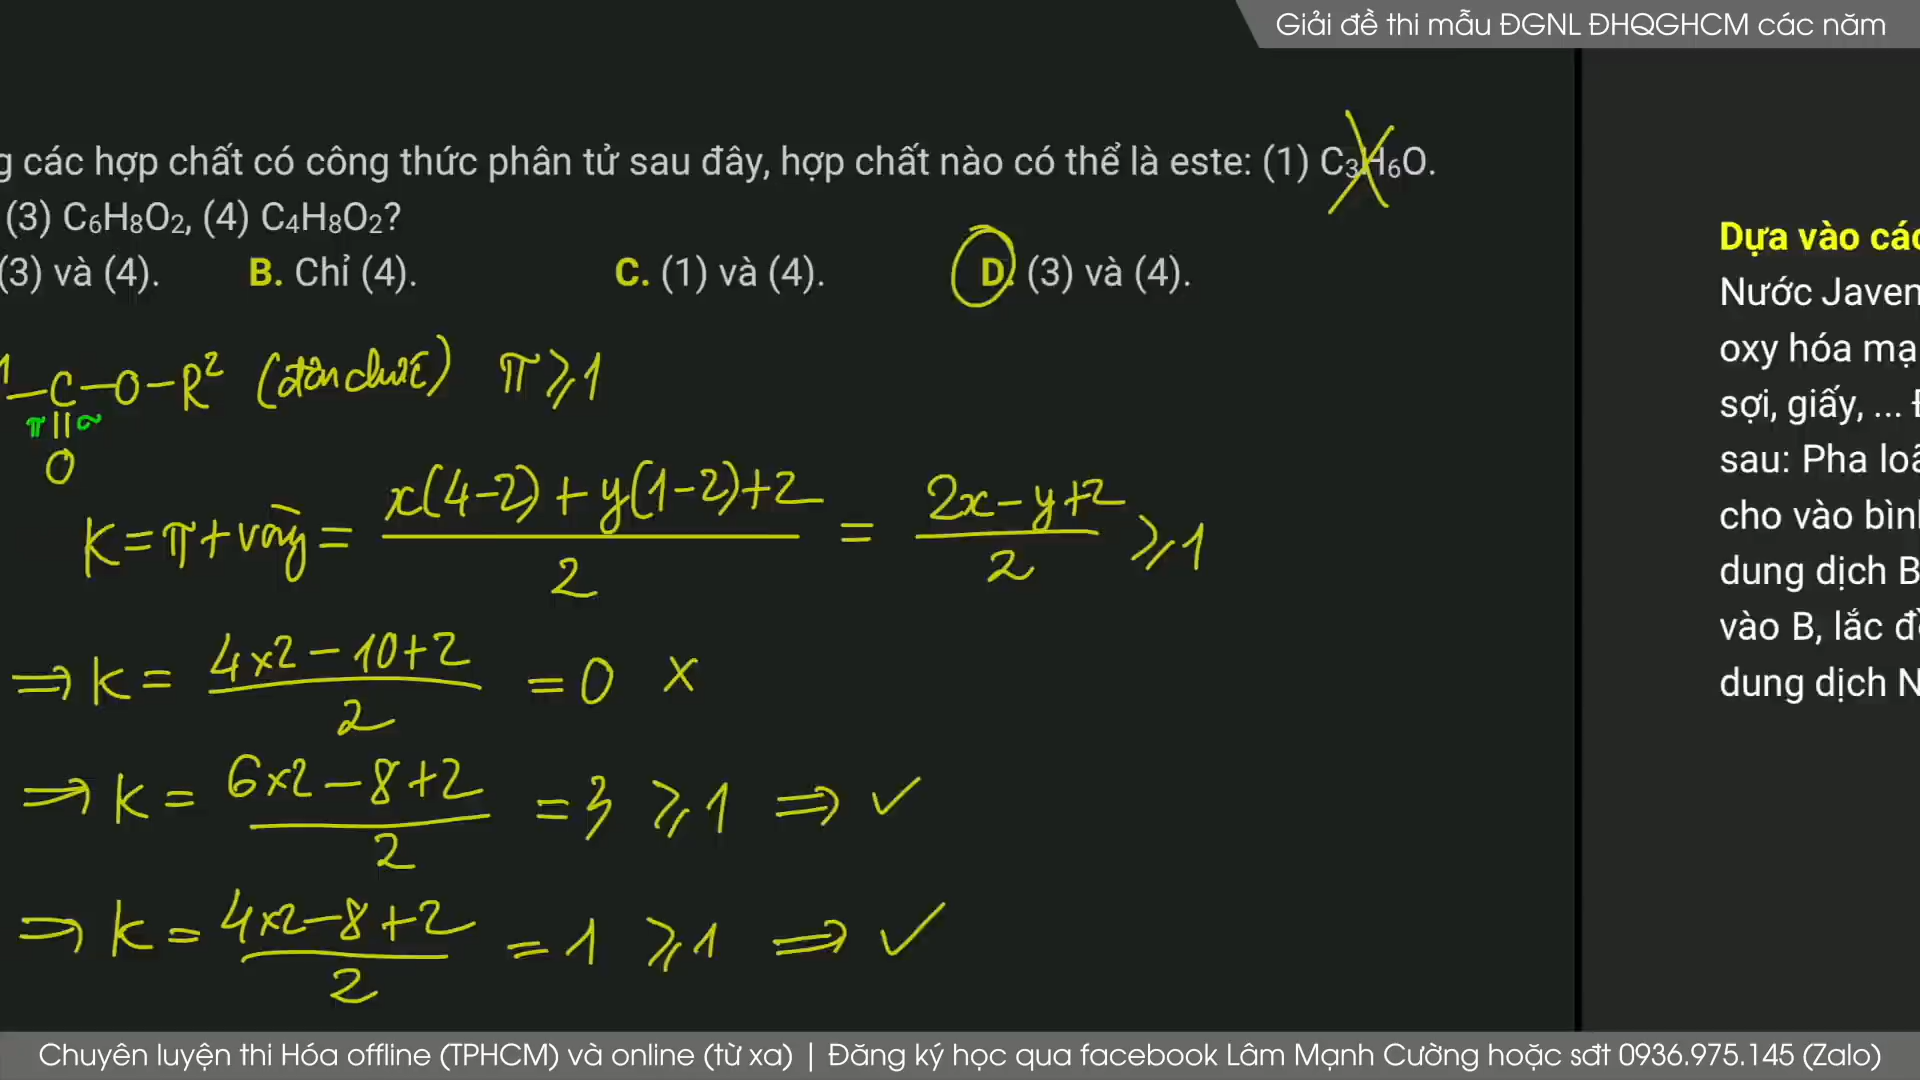 Giải đề thi mẫu ĐGNL ĐHQGHCM các năm
g các hợp chất có công thức phân tử sau đây, hợp chất nào có thể là este: (1) C₃H₆O.
(3) C₆H₈O₂, (4) C₄H₈O₂?
(3) và (4). B. Chỉ (4). C. (1) và (4). D. (3) và (4).
1 – C – O – R² (đơn chức) π ≥ 1
π || σ
O
K = π + vòng = (x(4-2) + y(1-2)+2)/2 = (2x - y + 2)/2 ≥ 1
⇒ K = (4x2 - 10 + 2)/2 = 0 x
⇒ K = (6x2 - 8 + 2)/2 = 3 ≥ 1 ⇒ ✓
⇒ K = (4x2 - 8 + 2)/2 = 1 ≥ 1 ⇒ ✓
Dựa vào các
Nước Javen
oxy hóa mạ
sợi, giấy, ...
sau: Pha loã
cho vào bình
dung dịch B
vào B, lắc đề
dung dịch N
Chuyên luyện thi Hóa offline (TPHCM) và online (từ xa) | Đăng ký học qua facebook Lâm Mạnh Cường hoặc sđt 0936.975.145 (Zalo)